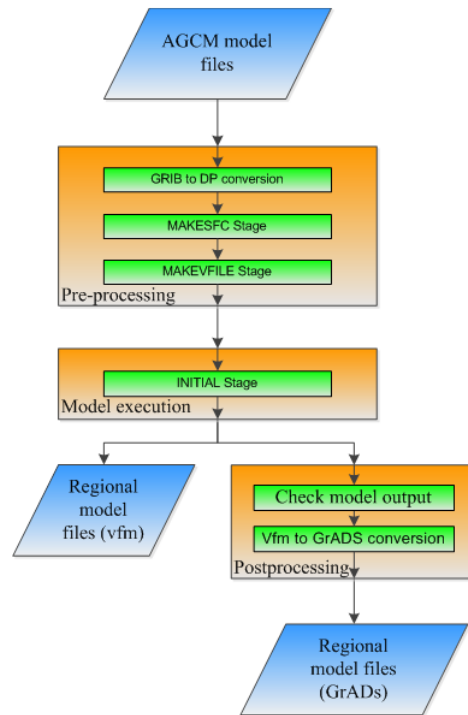 AGCM model
files
GRIB to DP conversion
MAKESFC Stage
MAKEVFILE Stage
Pre-processing
INITIAL Stage
Model execution
Regional
model
files (vfm)
Check model output
Vfm to GrADS conversion
Postprocessing
Regional
model files
(GrADs)